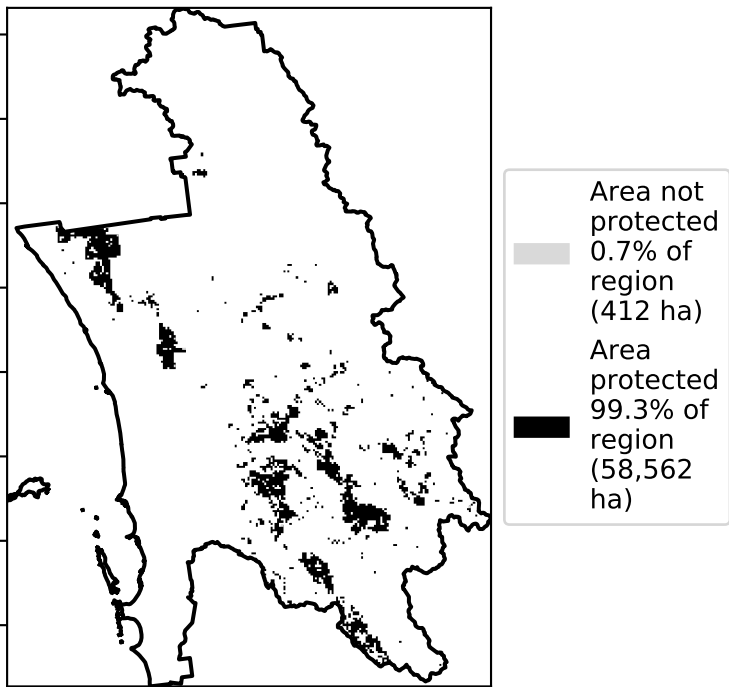 Area not
protected
0.7% of
region
(412 ha)
Area
protected
99.3% of
region
(58,562
ha)